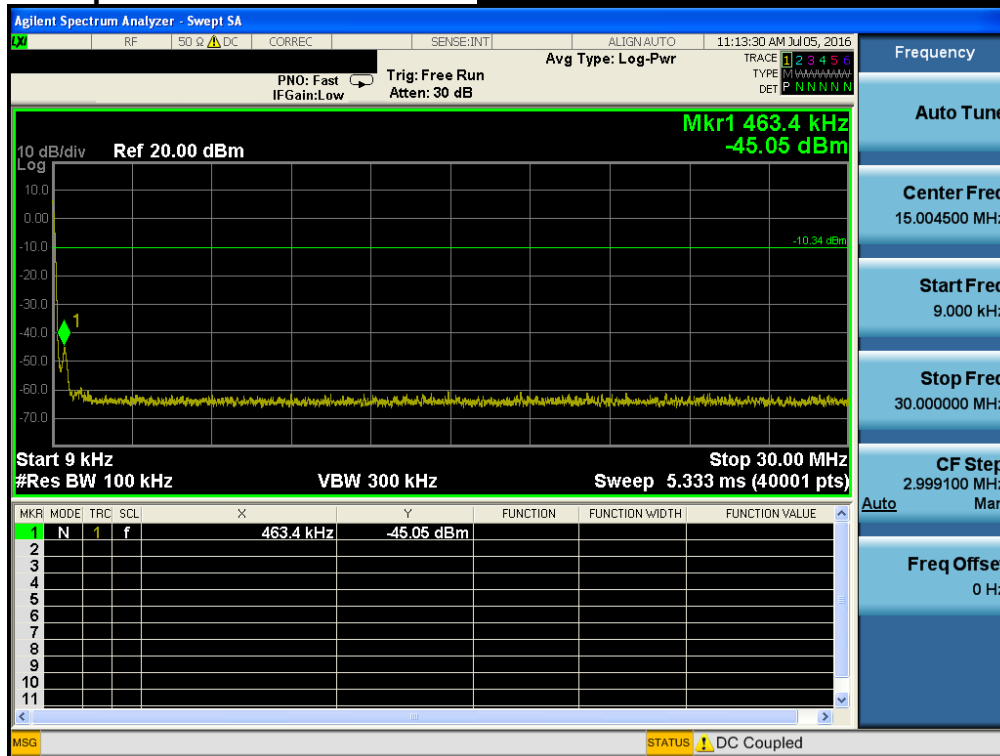 Agilent Spectrum Analyzer - Swept SA
LXI RF 50 Ω DC CORREC SENSE:INT ALIGN AUTO 11:13:30 AM Jul 05, 2016
Avg Type: Log-Pwr TRACE 1 2 3 4 5 6
PNO: Fast Trig: Free Run TYPE M WWWWW
IFGain:Low Atten: 30 dB DET P N N N N N
Mkr1 463.4 kHz
10 dB/div Ref 20.00 dBm -45.05 dBm
Log
10.0
0.00
-10.0 -10.34 dBm
-20.0
-30.0
1
-40.0
-50.0
-60.0
-70.0
Start 9 kHz Stop 30.00 MHz
#Res BW 100 kHz VBW 300 kHz Sweep 5.333 ms (40001 pts)
MKR MODE TRC SCL X Y FUNCTION FUNCTION WIDTH FUNCTION VALUE
1 N 1 f 463.4 kHz -45.05 dBm
2
3
4
5
6
7
8
9
10
11
MSG STATUS DC Coupled
Frequency
Auto Tune
Center Freq
15.004500 MHz
Start Freq
9.000 kHz
Stop Freq
30.000000 MHz
CF Step
2.999100 MHz
Auto Man
Freq Offset
0 Hz